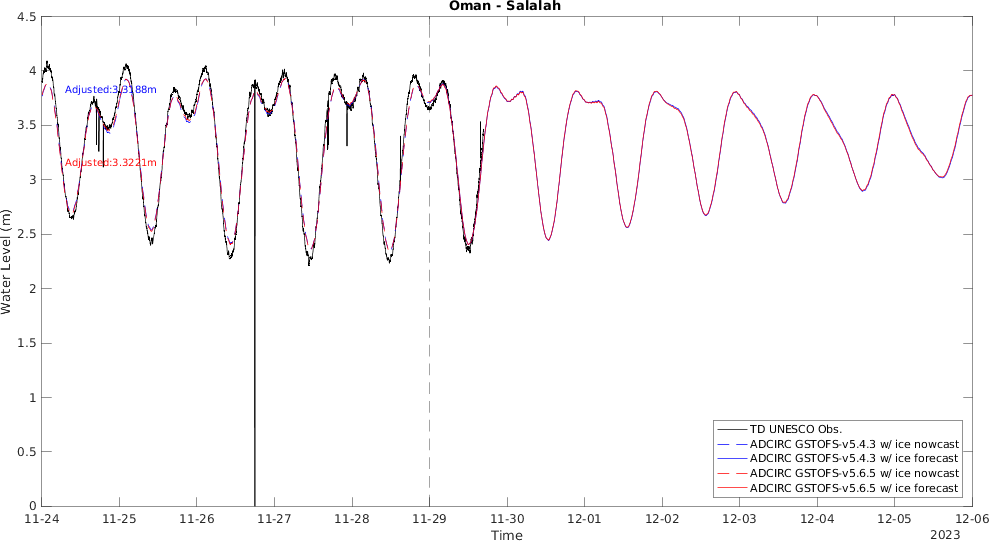 Oman - Salalah
4.5
4
3.5
3
2.5
2
1.5
1
0.5
0
Water Level (m)
Adjusted:3.3188m
Adjusted:3.3221m
TD UNESCO Obs.
ADCIRC GSTOFS-v5.4.3 w/ ice nowcast
ADCIRC GSTOFS-v5.4.3 w/ ice forecast
ADCIRC GSTOFS-v5.6.5 w/ ice nowcast
ADCIRC GSTOFS-v5.6.5 w/ ice forecast
11-24 11-25 11-26 11-27 11-28 11-29 11-30 12-01 12-02 12-03 12-04 12-05 12-06
Time
2023